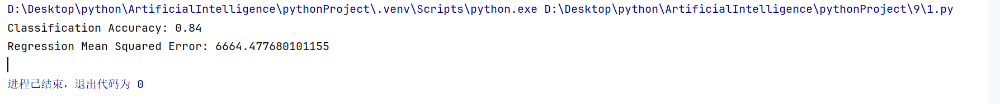 D:\Desktop\python\ArtificialIntelligence\pythonProject\.venv\Scripts\python.exe D:\Desktop\python\ArtificialIntelligence\pythonProject\9\1.py
Classification Accuracy: 0.84
Regression Mean Squared Error: 6664.477680101155
进程已结束，退出代码为 0